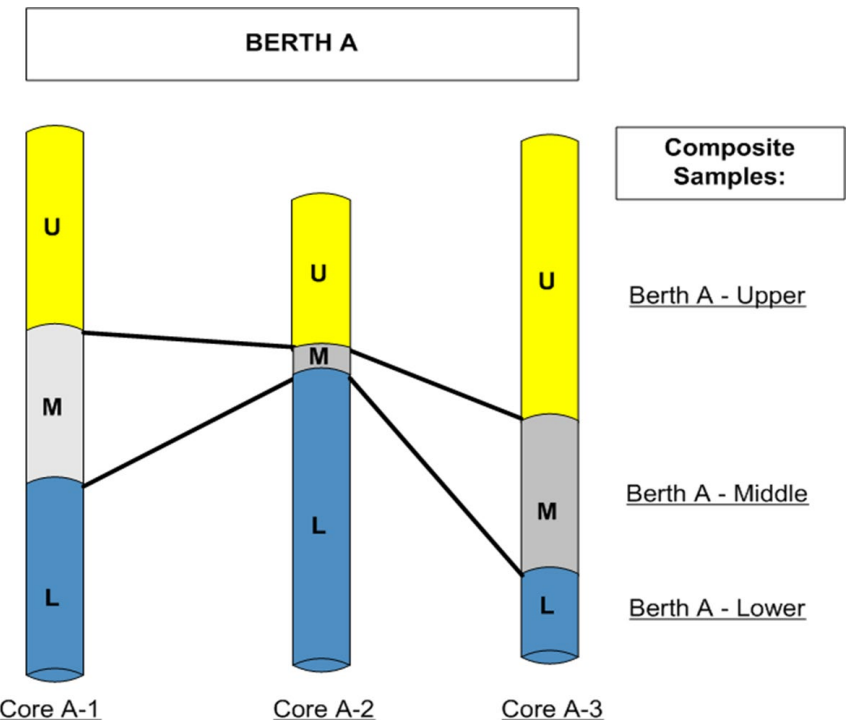 BERTH A
Composite
Samples:
U
U
U
Berth A - Upper
M
M
Berth A - Middle
M
L
L
L
Berth A - Lower
Core A-1
Core A-2
Core A-3